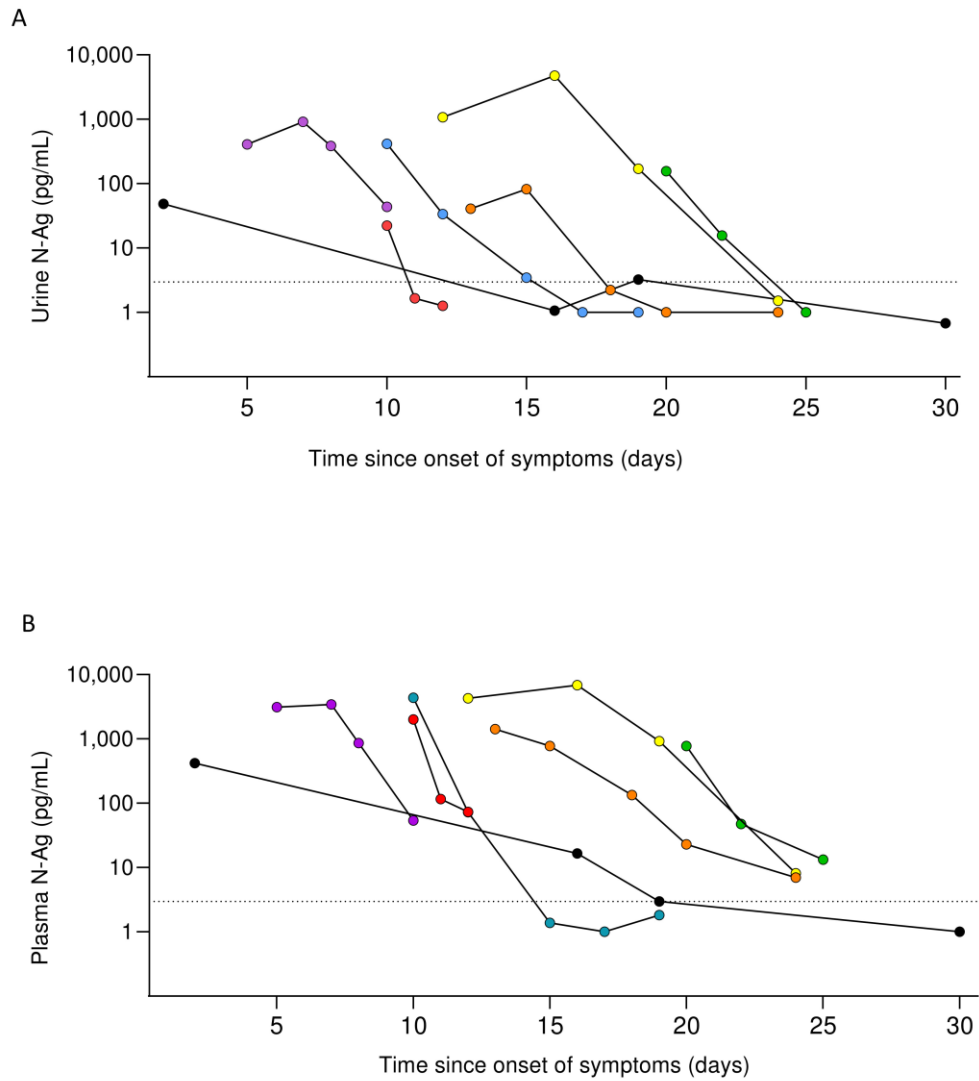 A
10,000
1,000
100
10
1
Urine N-Ag (pg/mL)
5 10 15 20 25 30
Time since onset of symptoms (days)
B
10,000
1,000
100
10
1
Plasma N-Ag (pg/mL)
5 10 15 20 25 30
Time since onset of symptoms (days)